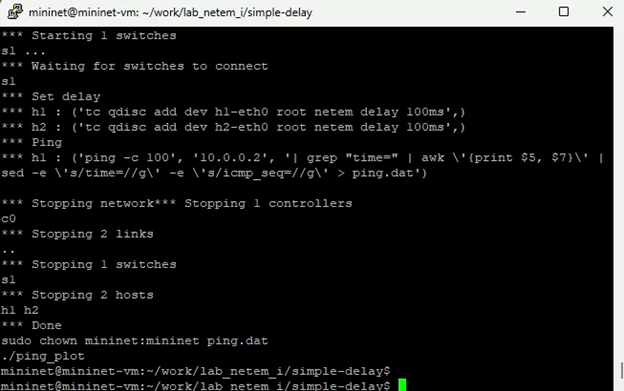 mininet@mininet-vm: ~/work/lab_netem_i/simple-delay
*** Starting 1 switches
s1 ...
*** Waiting for switches to connect
s1
*** Set delay
*** h1 : ('tc qdisc add dev h1-eth0 root netem delay 100ms',)
*** h2 : ('tc qdisc add dev h2-eth0 root netem delay 100ms',)
*** Ping
*** h1 : ('ping -c 100', '10.0.0.2', '| grep "time=" | awk \'{print $5, $7}\' |
sed -e \'s/time=//g\' -e \'s/icmp_seq=//g\' > ping.dat')
*** Stopping network*** Stopping 1 controllers
c0
*** Stopping 2 links
..
*** Stopping 1 switches
s1
*** Stopping 2 hosts
h1 h2
*** Done
sudo chown mininet:mininet ping.dat
./ping_plot
mininet@mininet-vm:~/work/lab_netem_i/simple-delay$
mininet@mininet-vm:~/work/lab_netem_i/simple-delay$